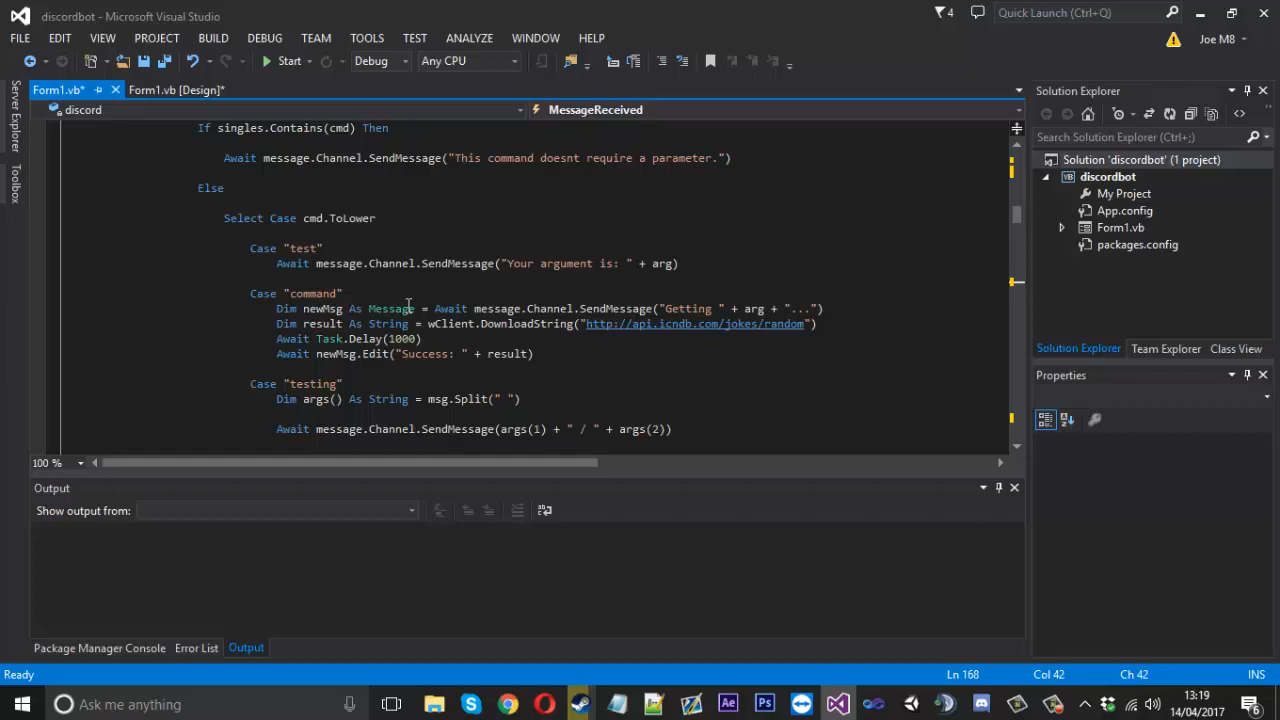 discordbot - Microsoft Visual Studio
4
Quick Launch (Ctrl+Q)
FILE EDIT VIEW PROJECT BUILD DEBUG TEAM TOOLS TEST ANALYZE WINDOW HELP
Joe M8
Start Debug Any CPU
Server Explorer
Toolbox
Form1.vb* Form1.vb [Design]*
discord MessageReceived
If singles.Contains(cmd) Then
Await message.Channel.SendMessage("This command doesnt require a parameter.")
Else
Select Case cmd.ToLower
Case "test"
Await message.Channel.SendMessage("Your argument is: " + arg)
Case "command"
Dim newMsg As Message = Await message.Channel.SendMessage("Getting " + arg + "...")
Dim result As String = wClient.DownloadString("http://api.icndb.com/jokes/random")
Await Task.Delay(1000)
Await newMsg.Edit("Success: " + result)
Case "testing"
Dim args() As String = msg.Split(" ")
Await message.Channel.SendMessage(args(1) + " / " + args(2))
100 %
Output
Show output from:
Package Manager Console Error List Output
Solution Explorer
Search Solution Explorer (Ctrl+;)
Solution 'discordbot' (1 project)
VB discordbot
My Project
App.config
Form1.vb
packages.config
Solution Explorer Team Explorer Class View
Properties
Ready Ln 168 Col 42 Ch 42 INS
Ask me anything
Ae Ps
13:19
14/04/2017
6